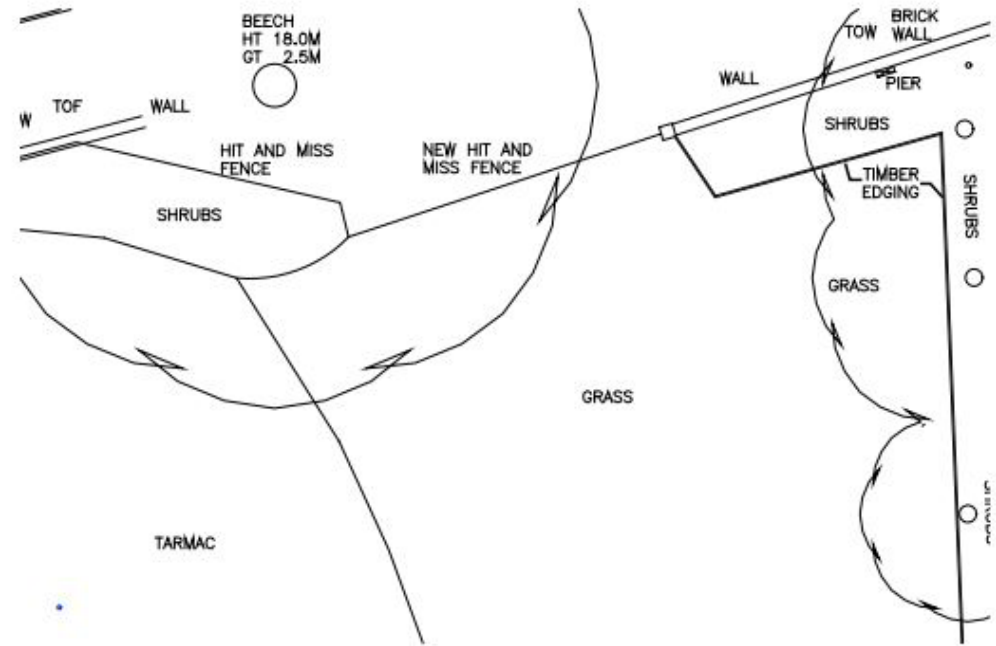 BEECH
HT 18.0M
GT 2.5M
BRICK
TOW WALL
WALL
PIER
TOF WALL
W
SHRUBS
HIT AND MISS
FENCE
NEW HIT AND
MISS FENCE
TIMBER
EDGING
SHRUBS
SHRUBS
GRASS
GRASS
TARMAC